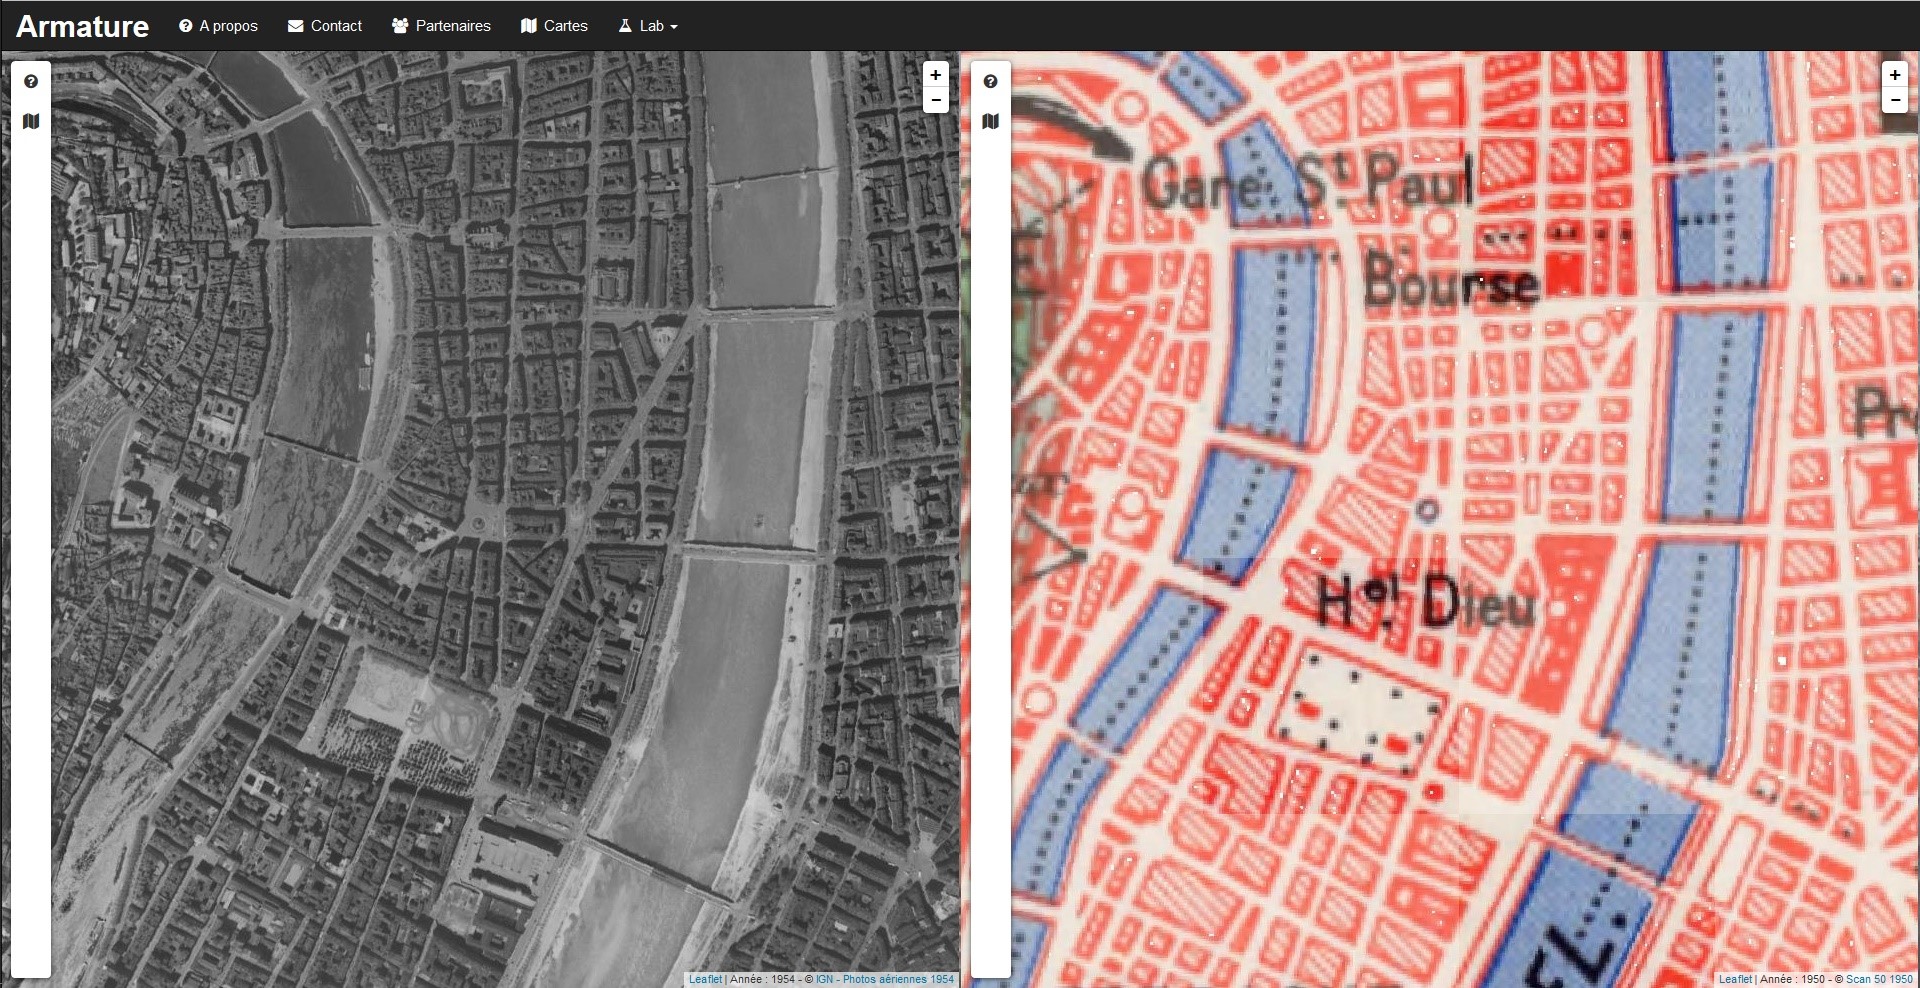 Armature A propos Contact Partenaires Cartes Lab
+
−
Leaflet | Année : 1954 - © IGN - Photos aériennes 1954
+
−
Gare St Paul
Bourse
Hel Dieu
Leaflet | Année : 1950 - © Scan 50 1950